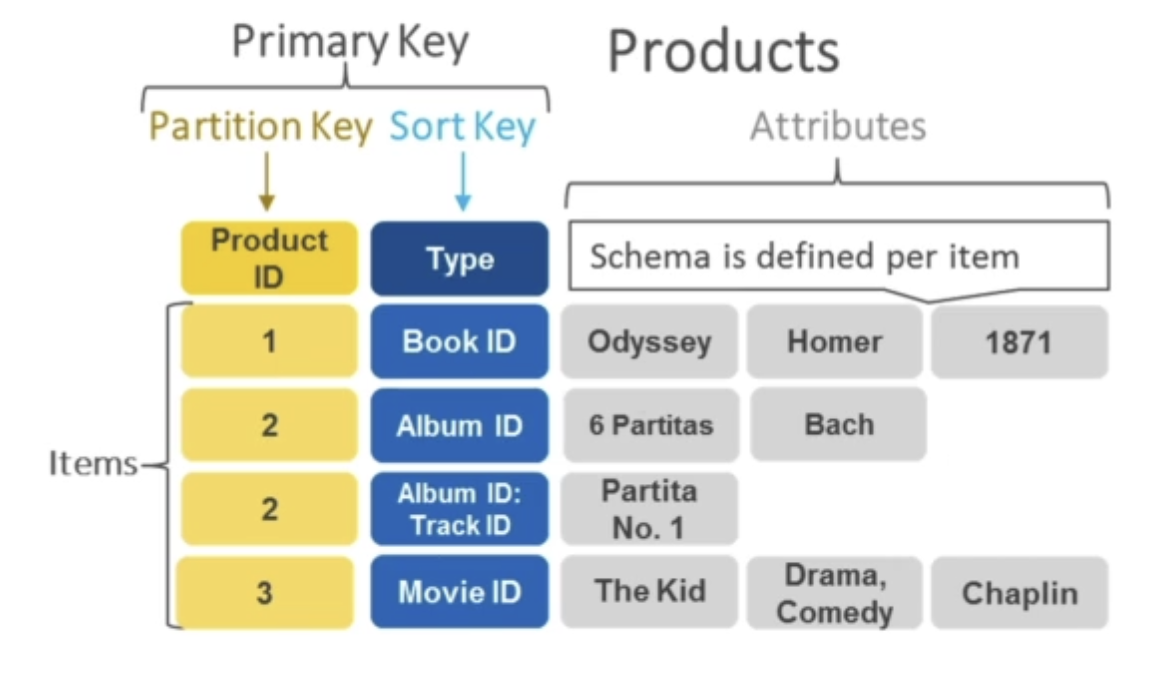 Primary Key
Products
Partition Key
Sort Key
Attributes
Product
ID
Type
Schema is defined per item
Items
1
Book ID
Odyssey
Homer
1871
2
Album ID
6 Partitas
Bach
2
Album ID:
Track ID
Partita
No. 1
3
Movie ID
The Kid
Drama,
Comedy
Chaplin